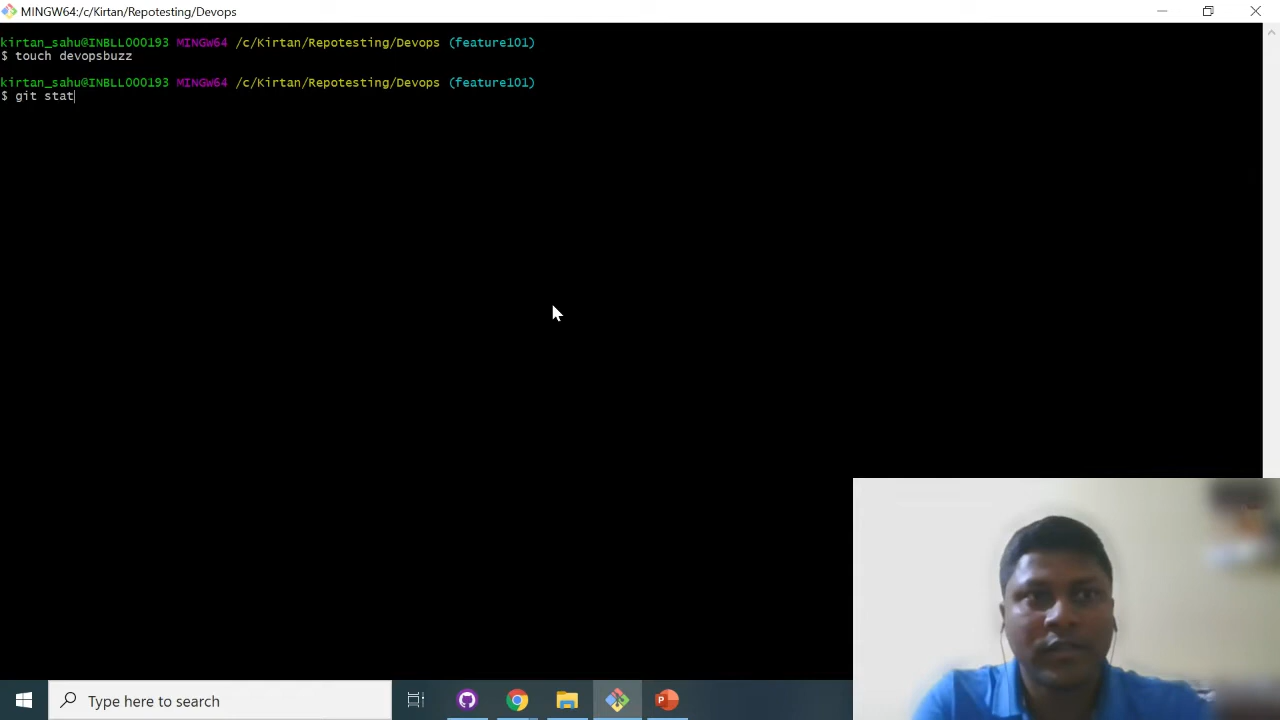 MINGW64:/c/Kirtan/Repotesting/Devops
kirtan_sahu@INBLL000193 MINGW64 /c/Kirtan/Repotesting/Devops (feature101)
$ touch devopsbuzz
kirtan_sahu@INBLL000193 MINGW64 /c/Kirtan/Repotesting/Devops (feature101)
$ git stat
Type here to search